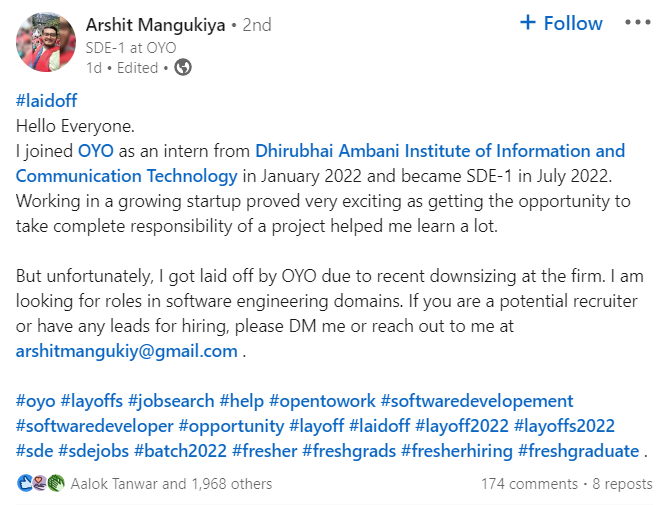 Arshit Mangukiya • 2nd
+ Follow •••
SDE-1 at OYO
1d • Edited •
#laidoff
Hello Everyone.
I joined OYO as an intern from Dhirubhai Ambani Institute of Information and
Communication Technology in January 2022 and became SDE-1 in July 2022.
Working in a growing startup proved very exciting as getting the opportunity to
take complete responsibility of a project helped me learn a lot.
But unfortunately, I got laid off by OYO due to recent downsizing at the firm. I am
looking for roles in software engineering domains. If you are a potential recruiter
or have any leads for hiring, please DM me or reach out to me at
arshitmangukiy@gmail.com .
#oyo #layoffs #jobsearch #help #opentowork #softwaredevelopement
#softwaredeveloper #opportunity #layoff #laidoff #layoff2022 #layoffs2022
#sde #sdejobs #batch2022 #fresher #freshgrads #fresherhiring #freshgraduate .
Aalok Tanwar and 1,968 others
174 comments • 8 reposts